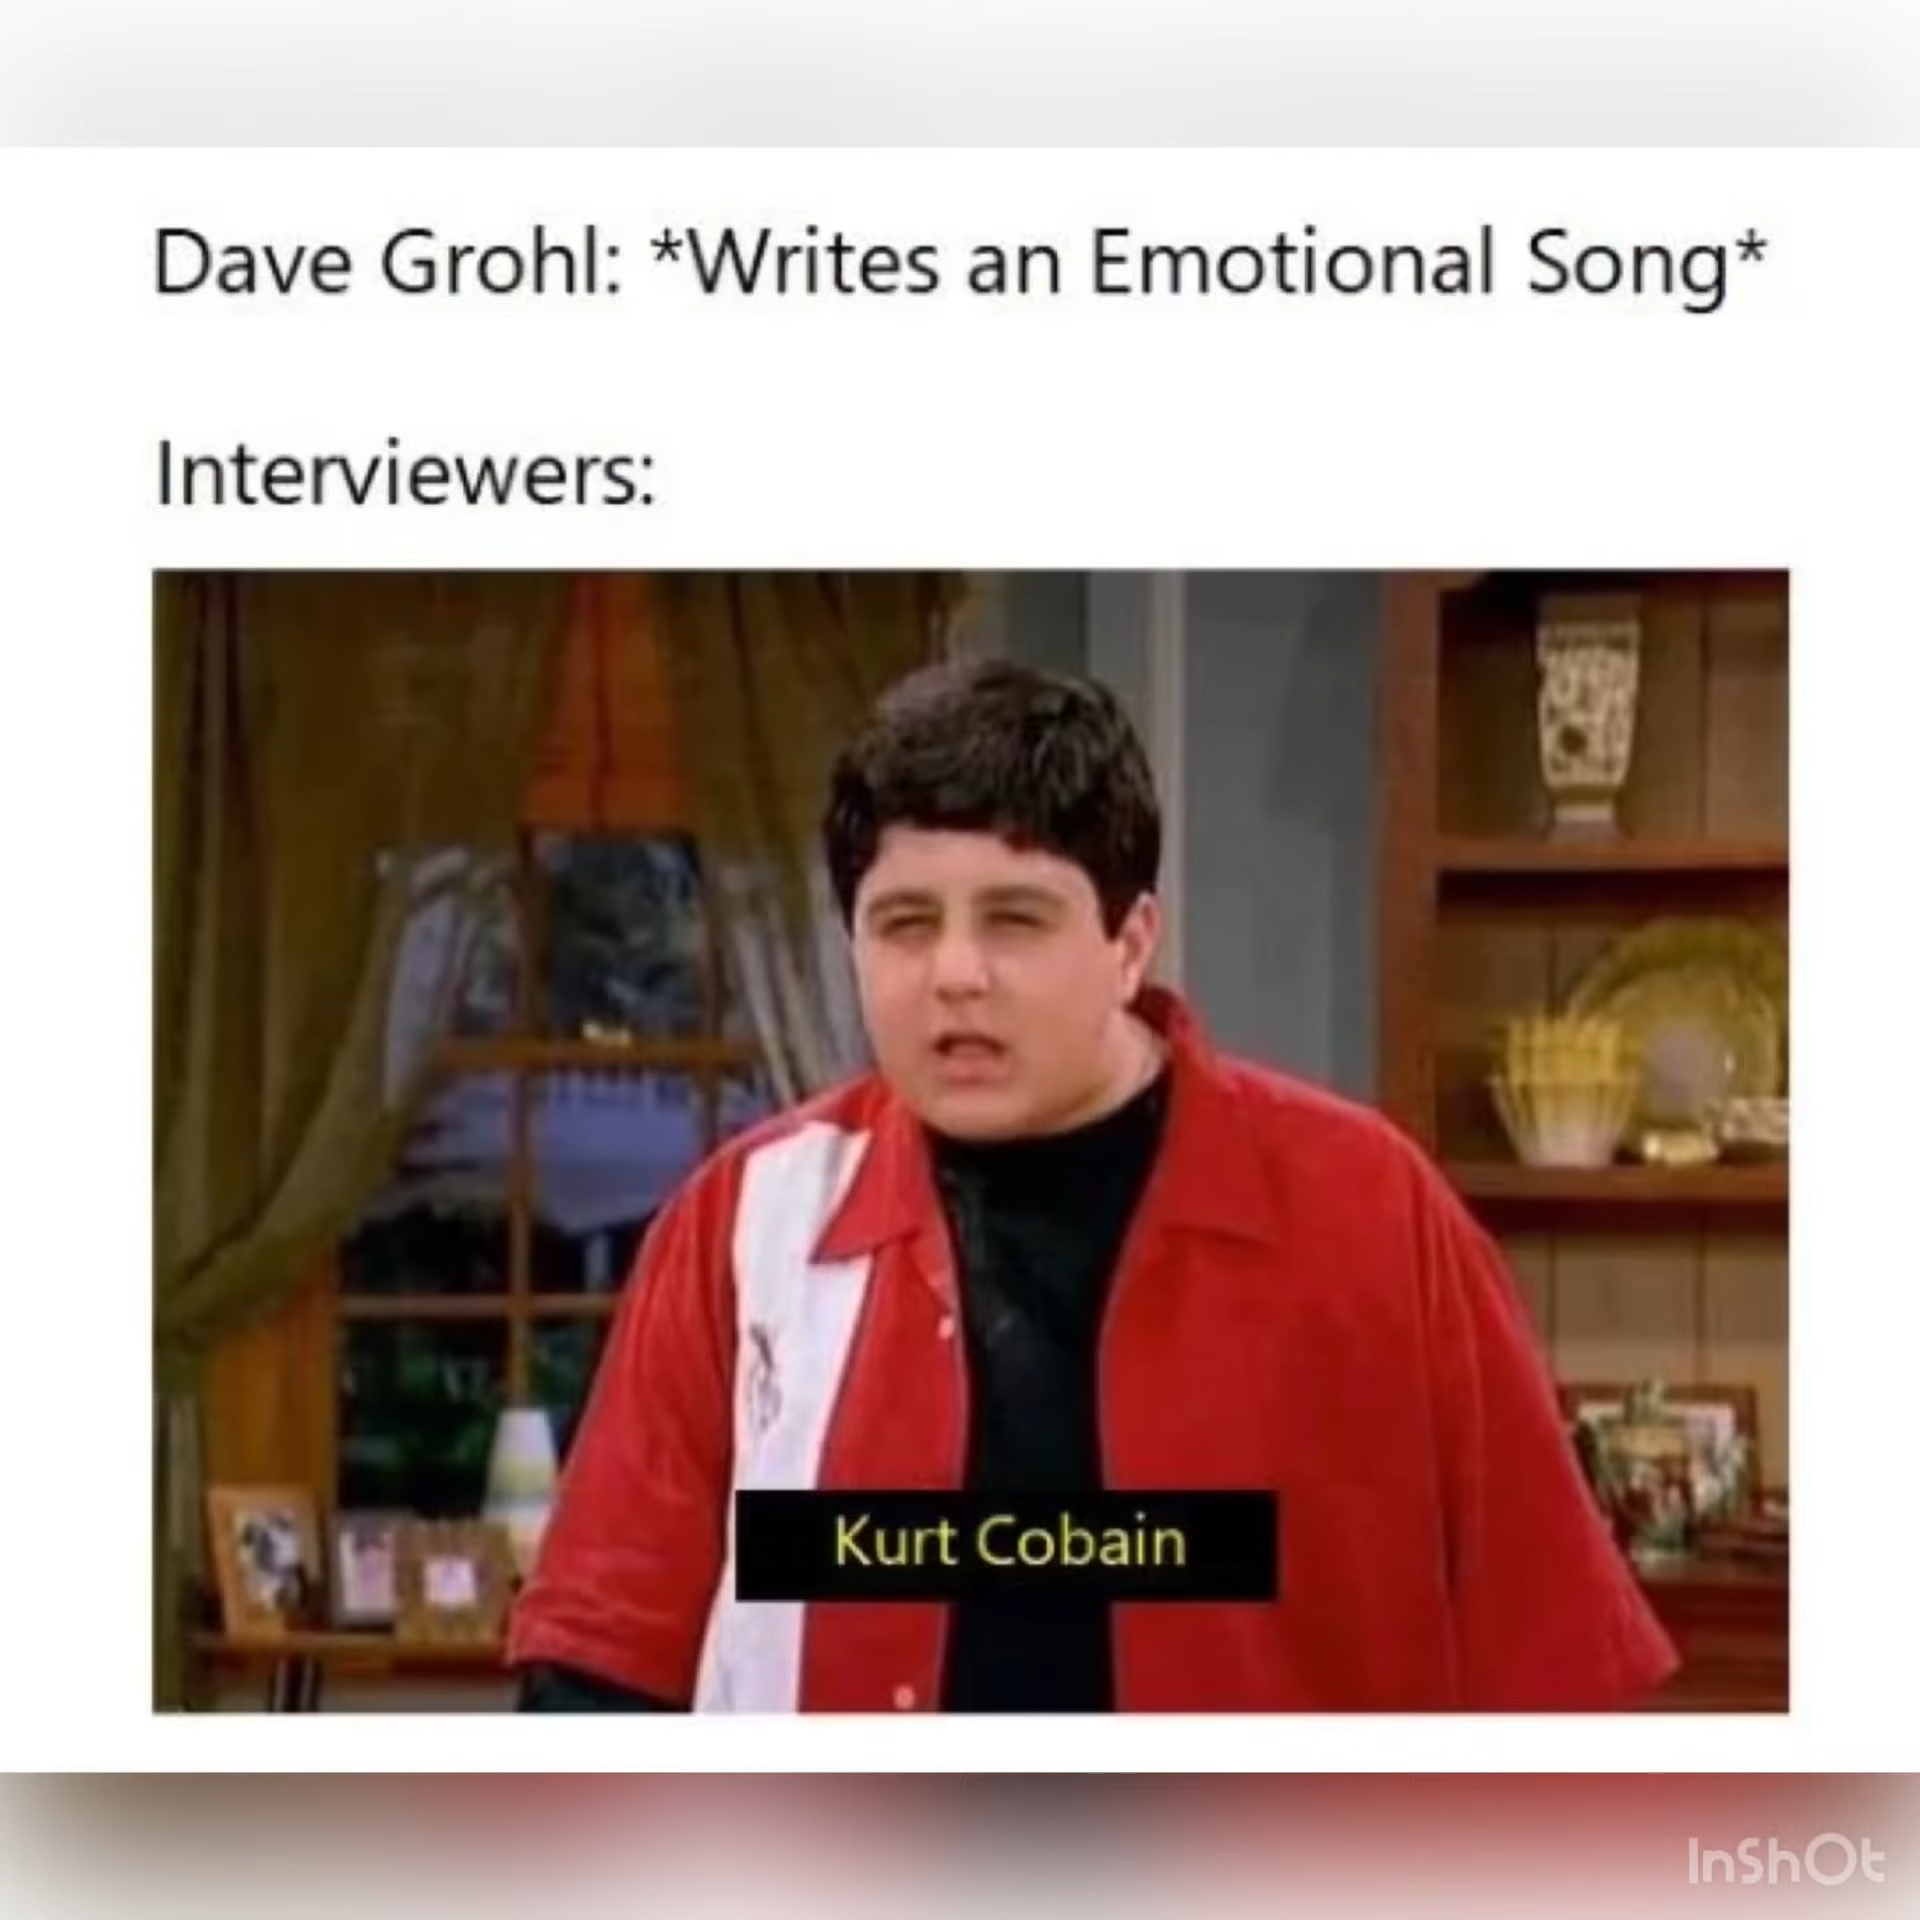 Dave Grohl: *Writes an Emotional Song*
Interviewers:
Kurt Cobain
InShOt